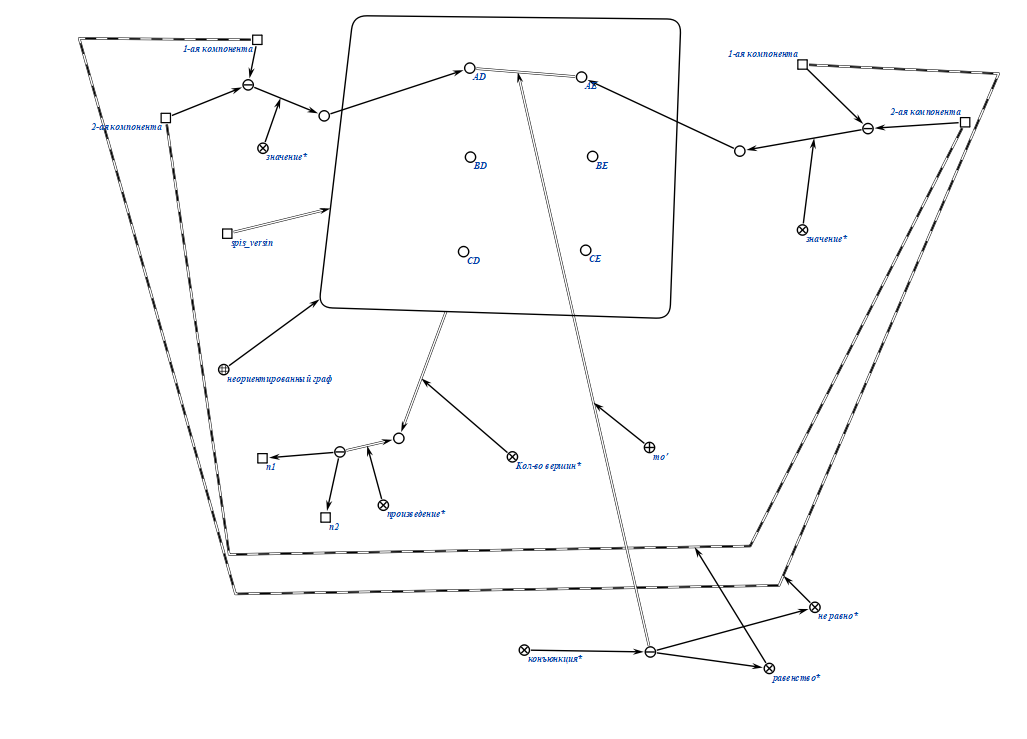 1-ая компонента
1-ая компонента
AD
AE
2-ая компонента
2-ая компонента
значение*
BD
BE
spis_versin
значение*
CD
CE
неориентированный граф
n1
Кол-во вершин*
то'
произведение*
n2
не равно*
конъюнкция*
равенство*